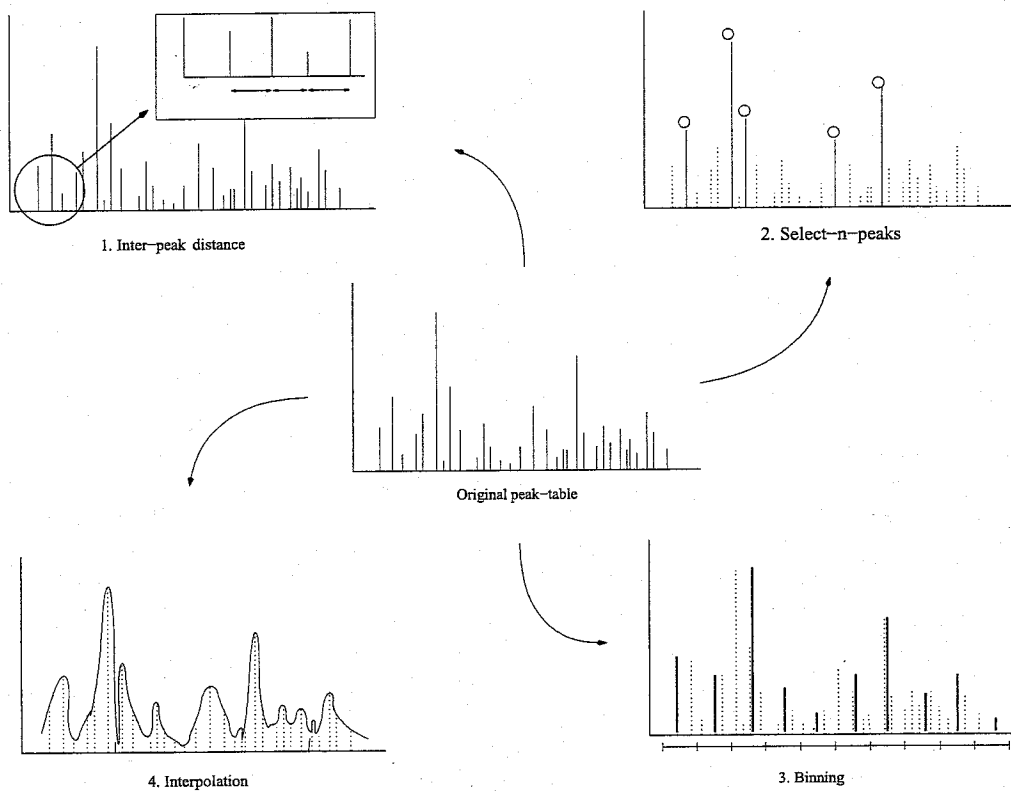 1. Inter-peak distance
2. Select-n-peaks
Original peak-table
4. Interpolation
3. Binning